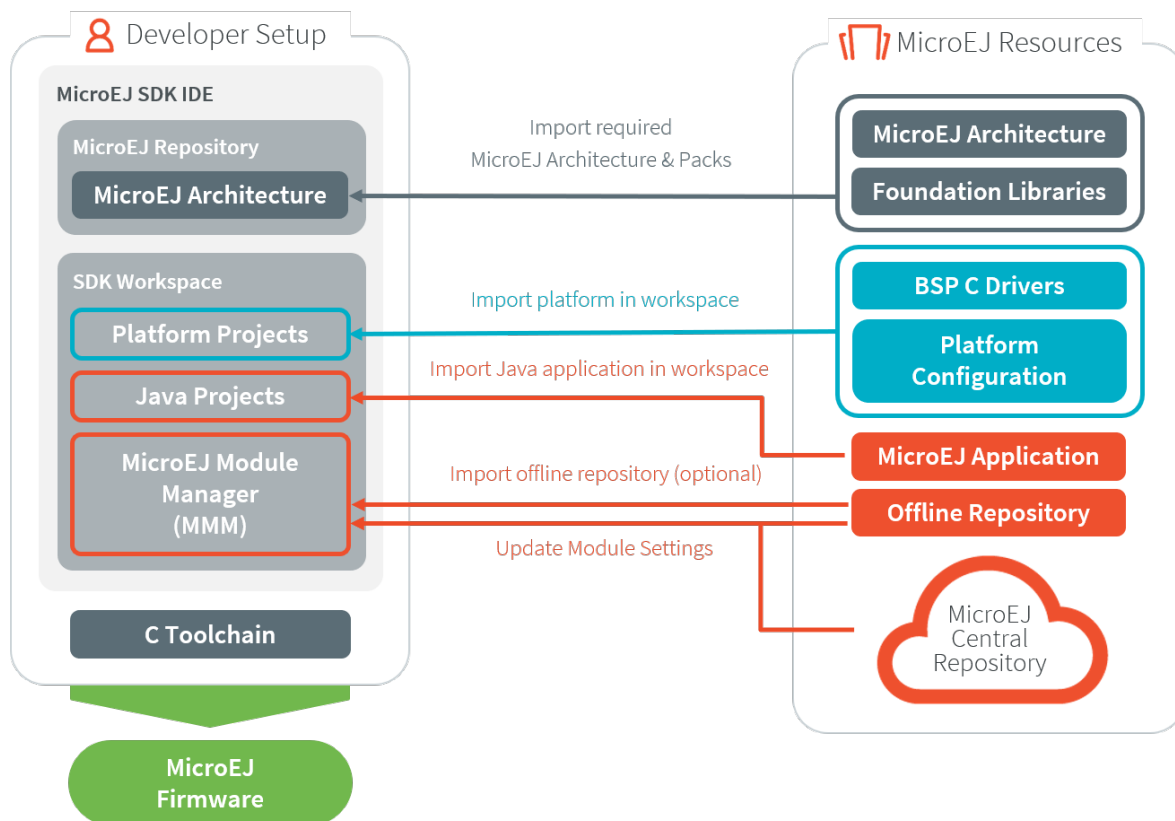 Developer Setup
MicroEJ SDK IDE
MicroEJ Repository
MicroEJ Architecture
SDK Workspace
Platform Projects
Java Projects
MicroEJ Module
Manager
(MMM)
C Toolchain
MicroEJ
Firmware
Import required
MicroEJ Architecture & Packs
Import platform in workspace
Import Java application in workspace
Import offline repository (optional)
Update Module Settings
MicroEJ Resources
MicroEJ Architecture
Foundation Libraries
BSP C Drivers
Platform
Configuration
MicroEJ Application
Offline Repository
MicroEJ
Central
Repository